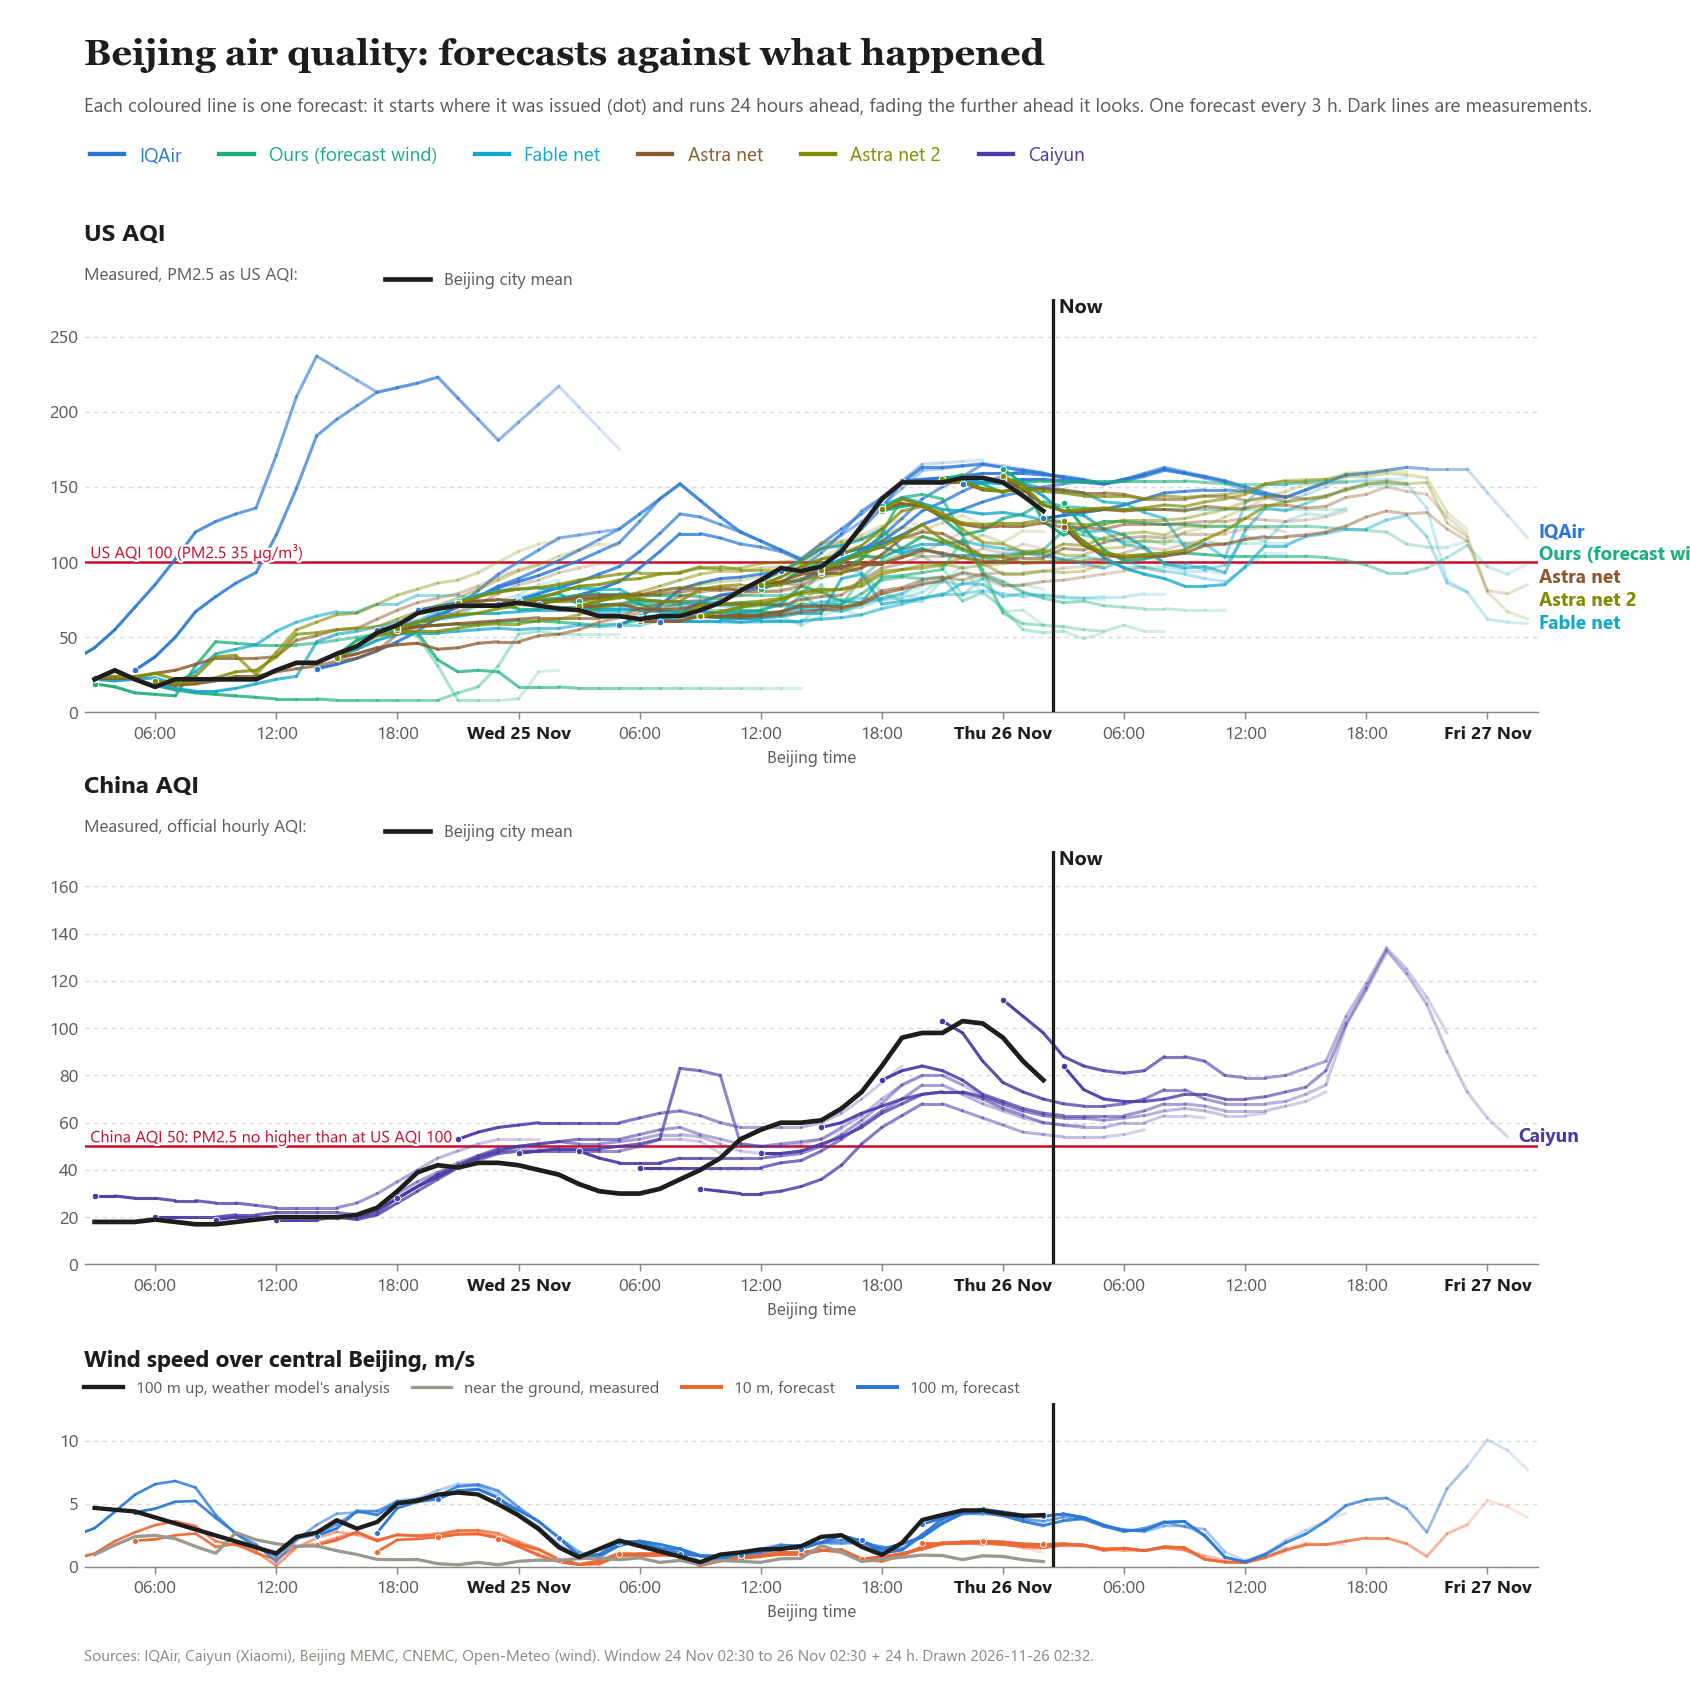 Beijing air quality: forecasts against what happened
Each coloured line is one forecast: it starts where it was issued (dot) and runs 24 hours ahead, fading the further ahead it looks. One forecast every 3 h. Dark lines are measurements.
IQAir Ours (forecast wind) Fable net Astra net Astra net 2 Caiyun
US AQI
Measured, PM2.5 as US AQI: Beijing city mean
Now
250
200
150
100
50
0
US AQI 100 (PM2.5 35 µg/m³)
IQAir
Ours (forecast wi
Astra net
Astra net 2
Fable net
06:00 12:00 18:00 Wed 25 Nov 06:00 12:00 18:00 Thu 26 Nov 06:00 12:00 18:00 Fri 27 Nov
Beijing time
China AQI
Measured, official hourly AQI: Beijing city mean
Now
160
140
120
100
80
60
40
20
0
China AQI 50: PM2.5 no higher than at US AQI 100
Caiyun
06:00 12:00 18:00 Wed 25 Nov 06:00 12:00 18:00 Thu 26 Nov 06:00 12:00 18:00 Fri 27 Nov
Beijing time
Wind speed over central Beijing, m/s
100 m up, weather model's analysis near the ground, measured 10 m, forecast 100 m, forecast
10
5
0
06:00 12:00 18:00 Wed 25 Nov 06:00 12:00 18:00 Thu 26 Nov 06:00 12:00 18:00 Fri 27 Nov
Beijing time
Sources: IQAir, Caiyun (Xiaomi), Beijing MEMC, CNEMC, Open-Meteo (wind). Window 24 Nov 02:30 to 26 Nov 02:30 + 24 h. Drawn 2026-11-26 02:32.